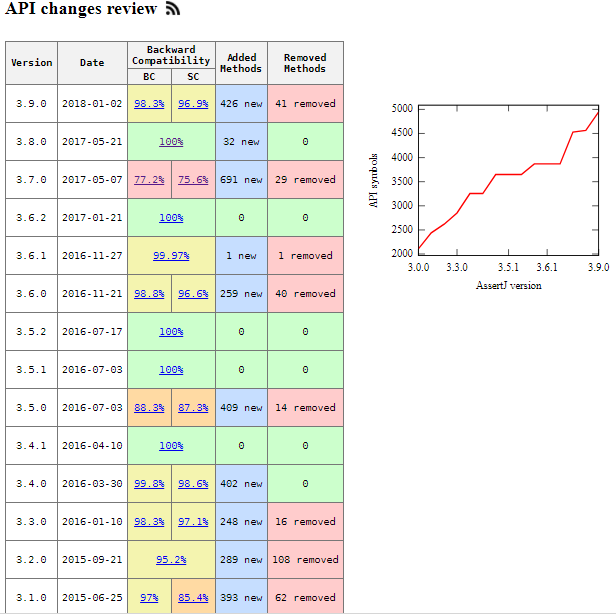 API changes review
Version Date Backward Compatibility Added Methods Removed Methods
BC SC
3.9.0 2018-01-02 98.3% 96.9% 426 new 41 removed
3.8.0 2017-05-21 100% 32 new 0
3.7.0 2017-05-07 77.2% 75.6% 691 new 29 removed
3.6.2 2017-01-21 100% 0 0
3.6.1 2016-11-27 99.97% 1 new 1 removed
3.6.0 2016-11-21 98.8% 96.6% 259 new 40 removed
3.5.2 2016-07-17 100% 0 0
3.5.1 2016-07-03 100% 0 0
3.5.0 2016-07-03 88.3% 87.3% 409 new 14 removed
3.4.1 2016-04-10 100% 0 0
3.4.0 2016-03-30 99.8% 98.6% 402 new 0
3.3.0 2016-01-10 98.3% 97.1% 248 new 16 removed
3.2.0 2015-09-21 95.2% 289 new 108 removed
3.1.0 2015-06-25 97% 85.4% 393 new 62 removed
API symbols
5000
4500
4000
3500
3000
2500
2000
3.0.0 3.3.0 3.5.1 3.6.1 3.9.0
AssertJ version